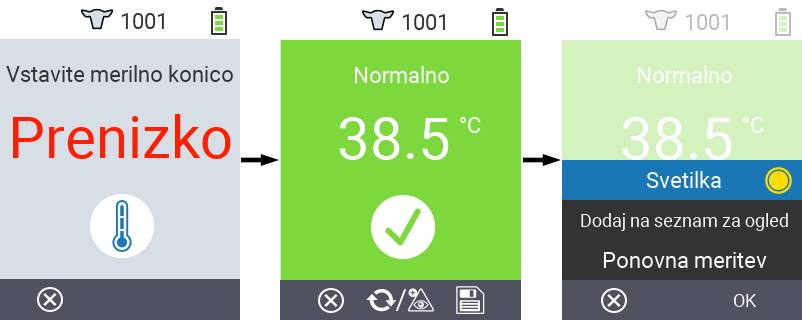 1001
Vstavite merilno konico
Prenizko
1001
Normalno
38.5 °C
1001
Normalno
38.5 °C
Svetilka
Dodaj na seznam za ogled
Ponovna meritev
OK